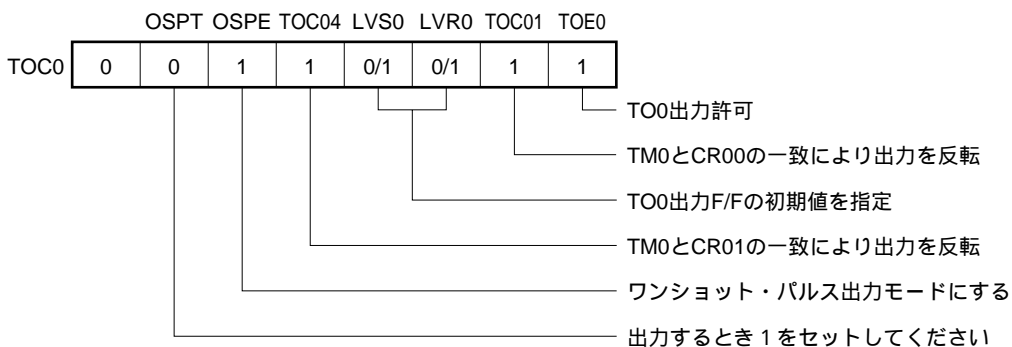 OSPT OSPE TOC04 LVS0 LVR0 TOC01 TOE0
TOC0 0 0 1 1 0/1 0/1 1 1
TO0出力許可
TM0とCR00の一致により出力を反転
TO0出力F/Fの初期値を指定
TM0とCR01の一致により出力を反転
ワンショット・パルス出力モードにする
出力するとき1をセットしてください